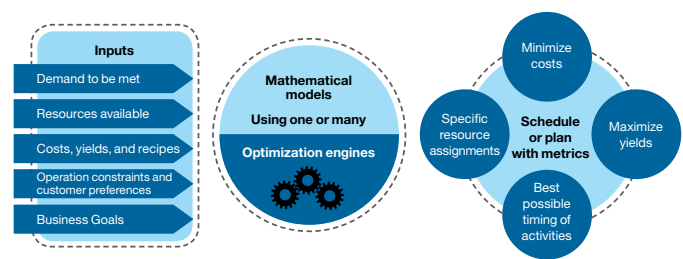 Inputs
Demand to be met
Resources available
Costs, yields, and recipes
Operation constraints and
customer preferences
Business Goals
Mathematical
models
Using one or many
Optimization engines
Minimize
costs
Specific
resource
assignments
Schedule
or plan
with metrics
Maximize
yields
Best
possible
timing of
activities